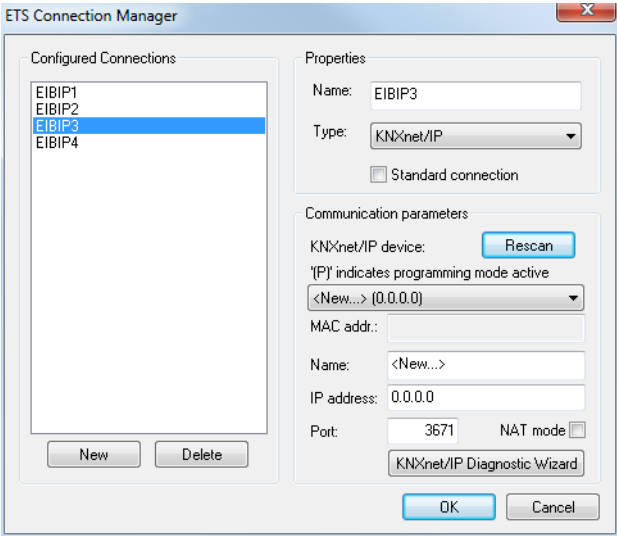 ETS Connection Manager
Configured Connections
EIBIP1
EIBIP2
EIBIP3
EIBIP4
New
Delete
Properties
Name: EIBIP3
Type: KNXnet/IP
Standard connection
Communication parameters
KNXnet/IP device: Rescan
'(P)' indicates programming mode active
<New...> (0.0.0.0)
MAC addr.:
Name: <New...>
IP address: 0.0.0.0
Port: 3671 NAT mode
KNXnet/IP Diagnostic Wizard
OK
Cancel